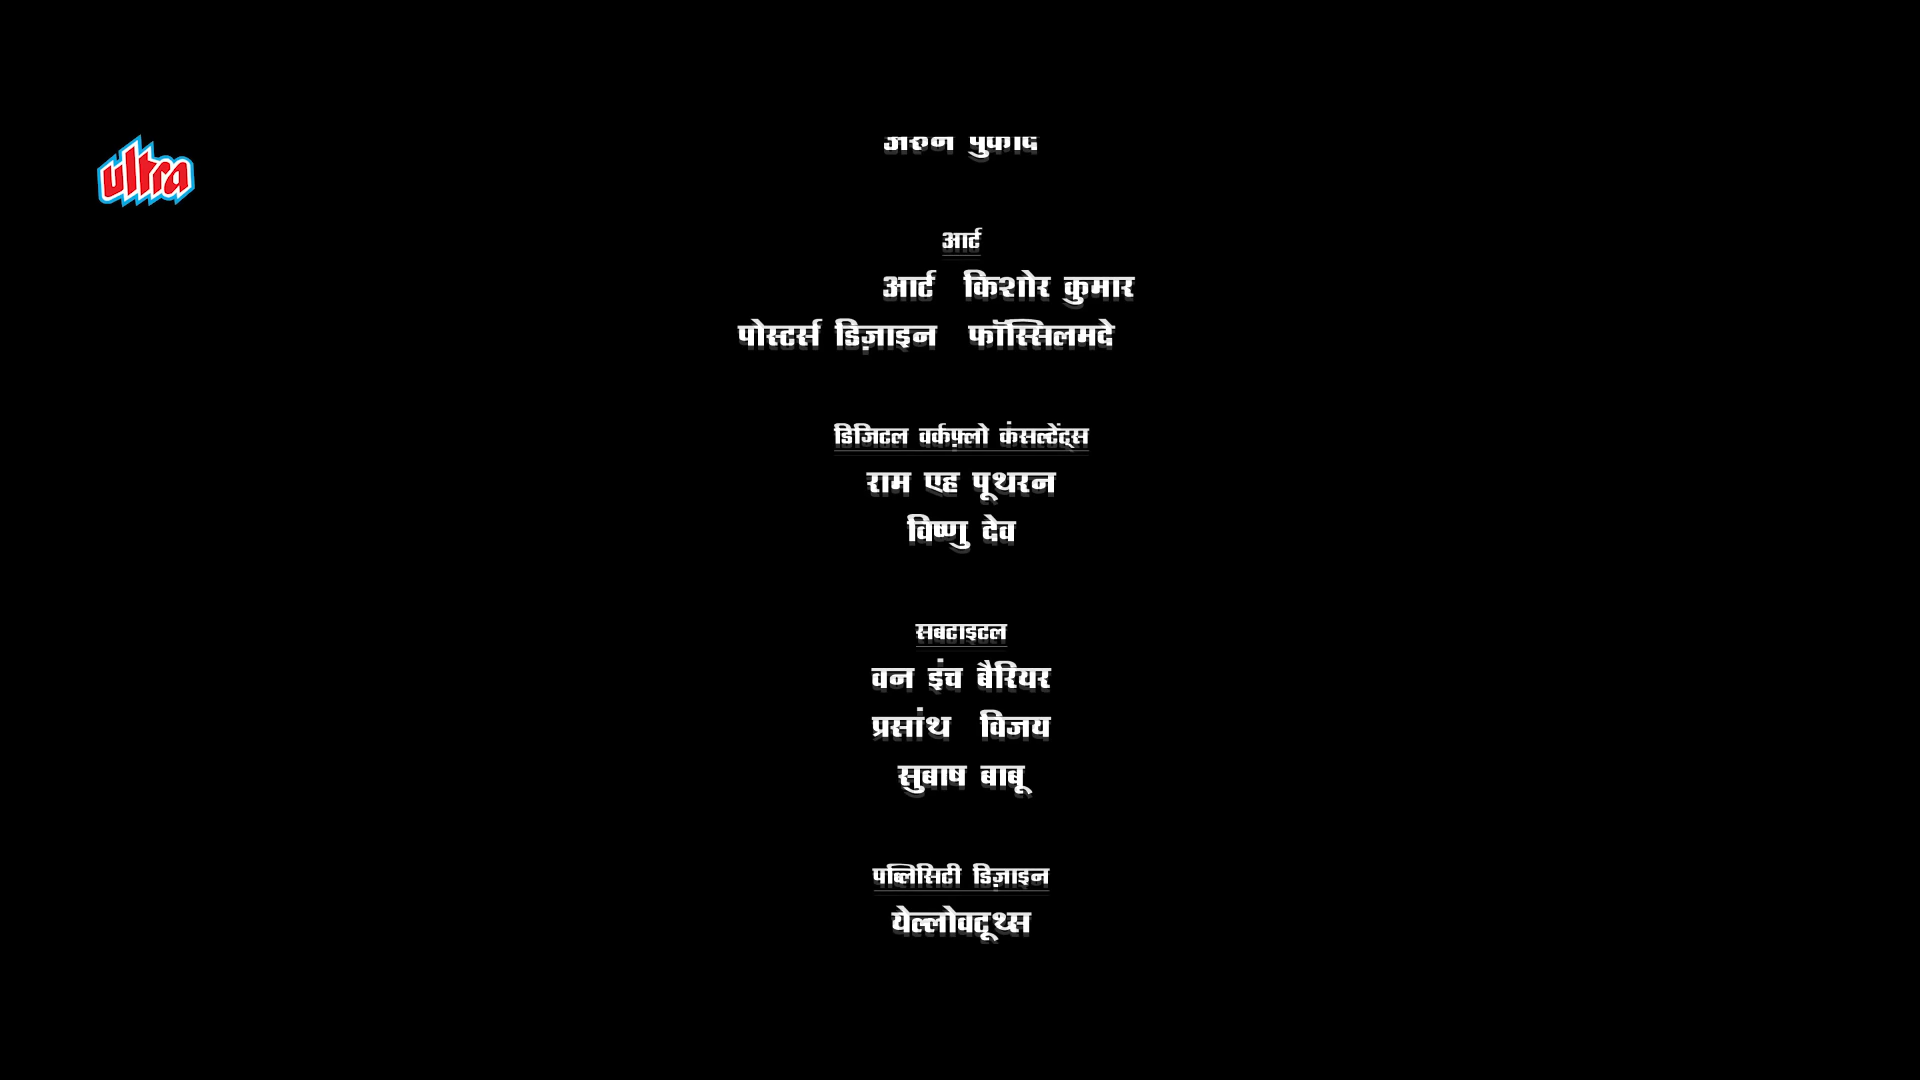 ultra
आर्ट
आर्ट किशोर कुमार
पोस्टर्स डिज़ाइन फॉस्सिलमदे
डिजिटल वर्कफ़्लो कंसल्टेंट्स
राम एह पूथरन
विष्णु देव
सबटाइटल
वन इंच बैरियर
प्रसांथ विजय
सुबाष बाबू
पब्लिसिटी डिज़ाइन
येल्लोवटूथ्स